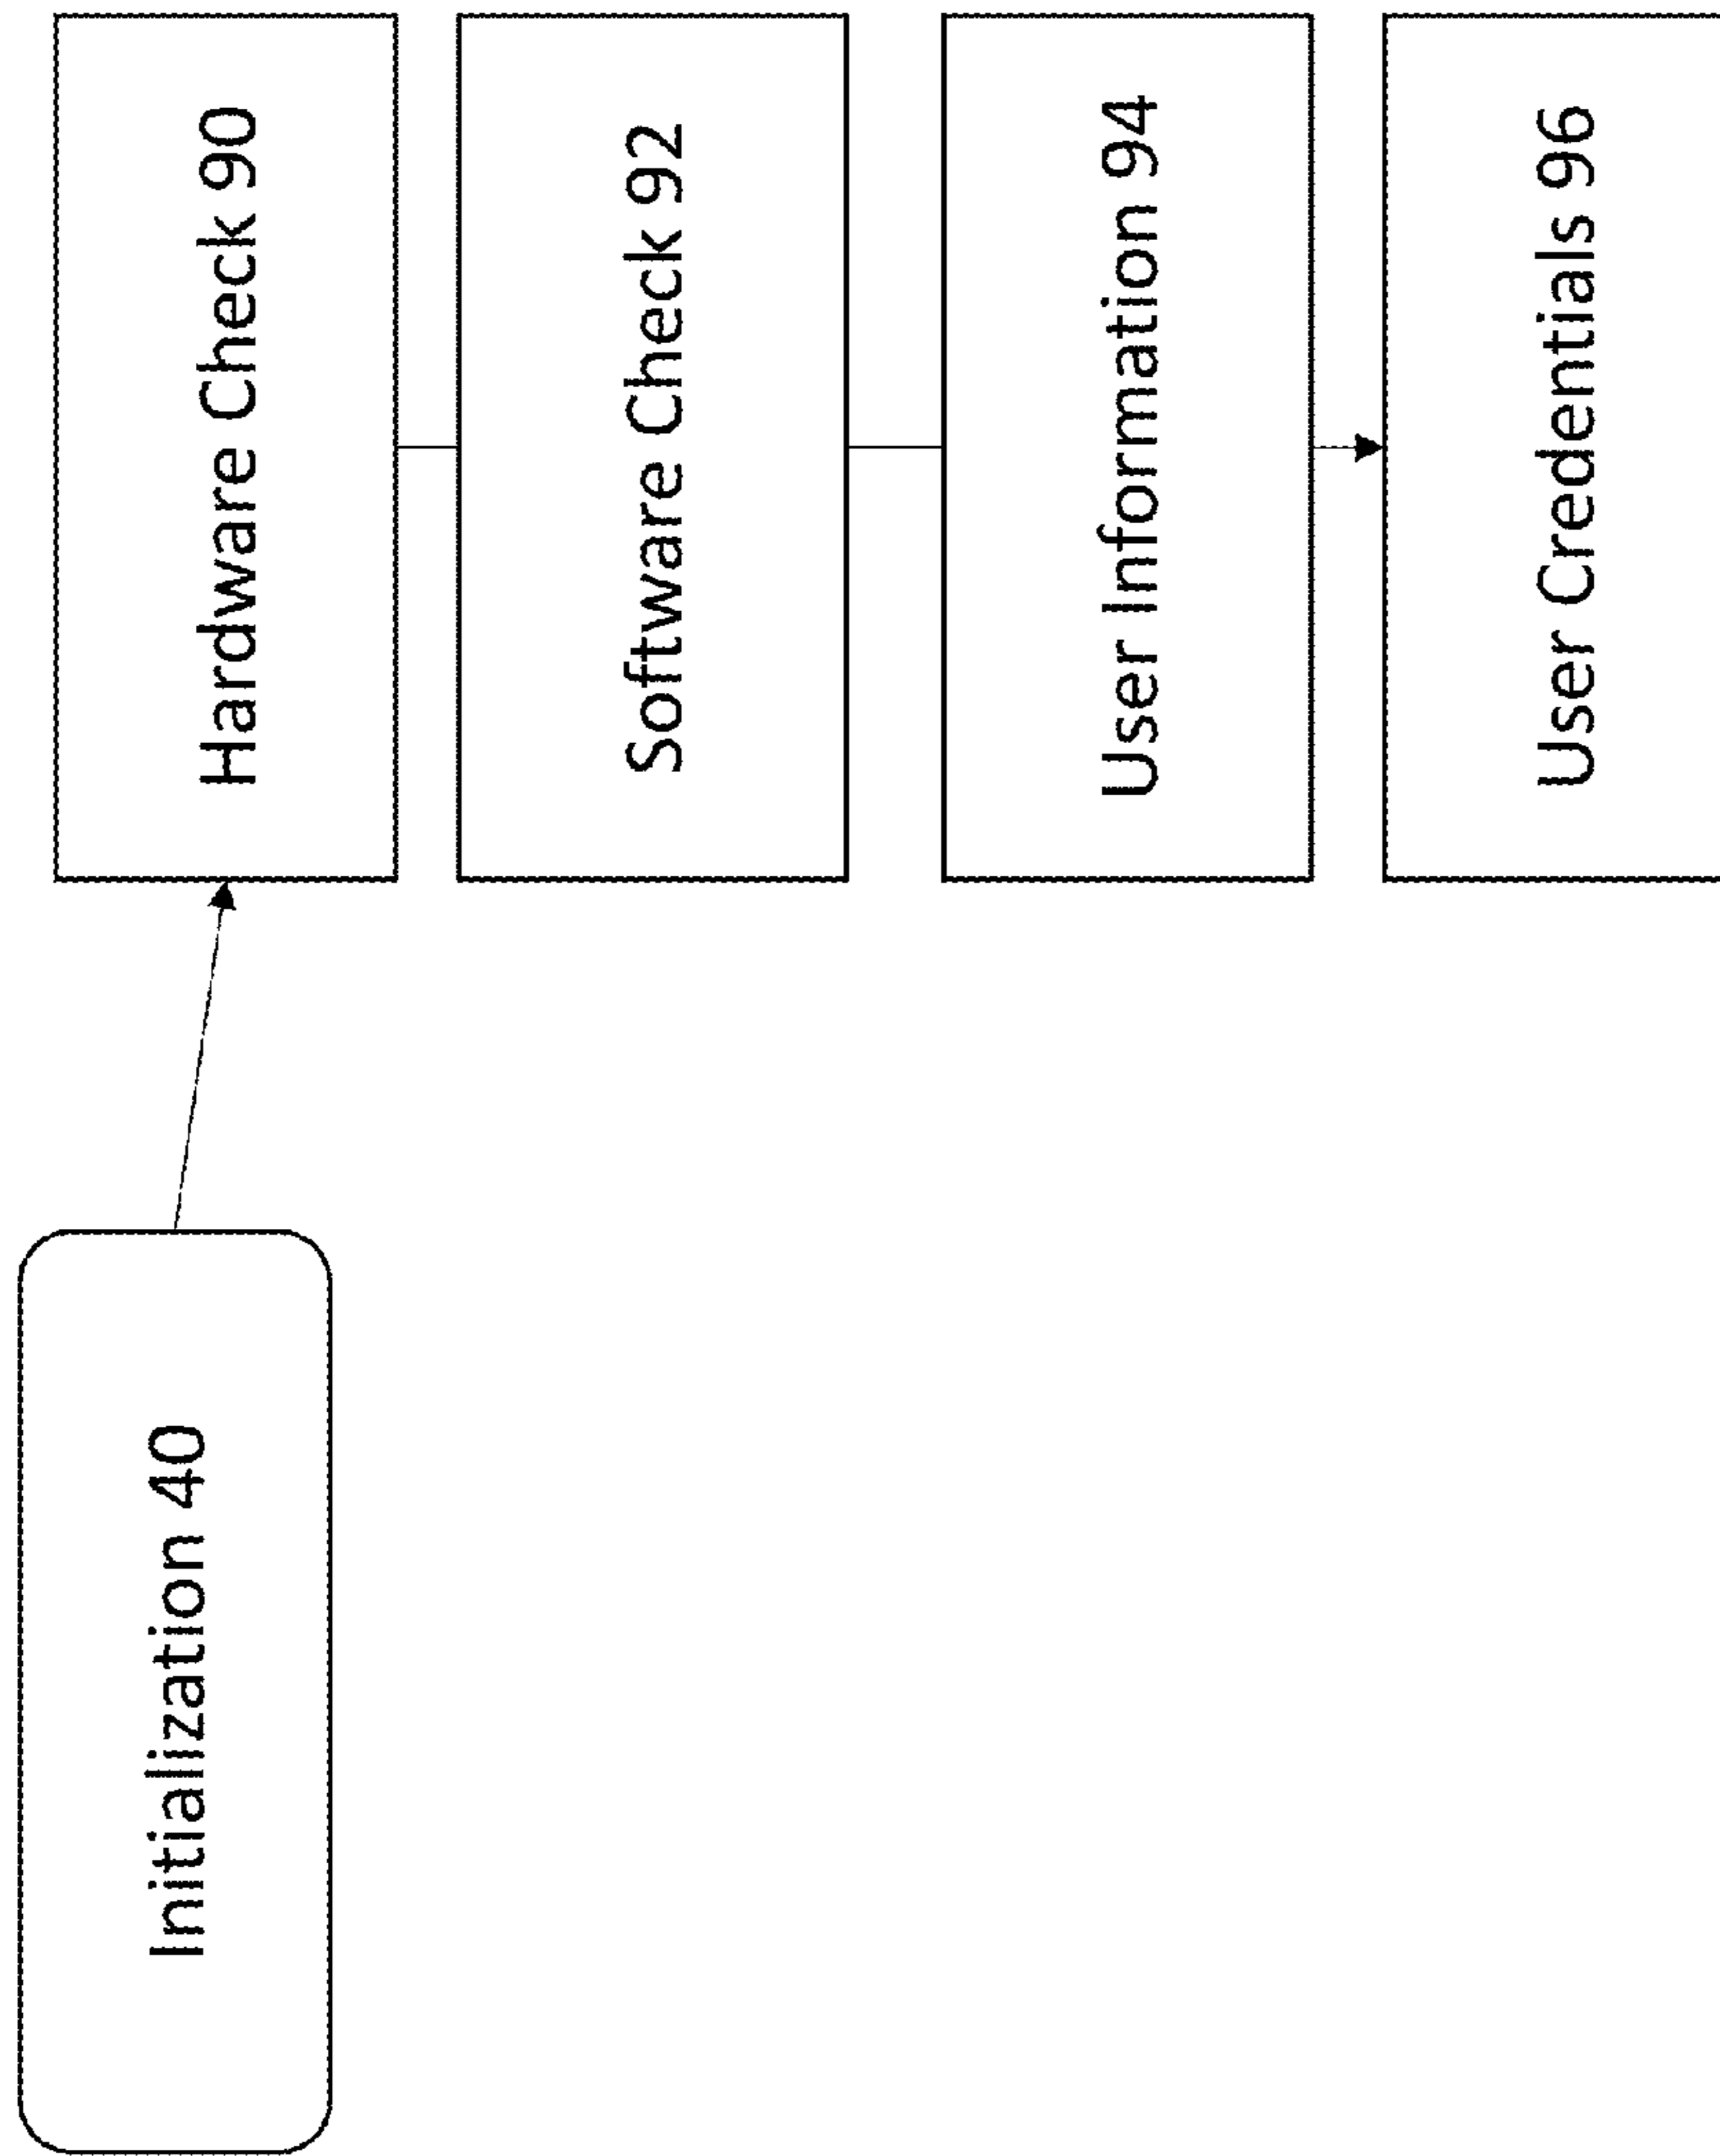 Initialization 40
Hardware Check 90
Software Check 92
User Information 94
User Credentials 96